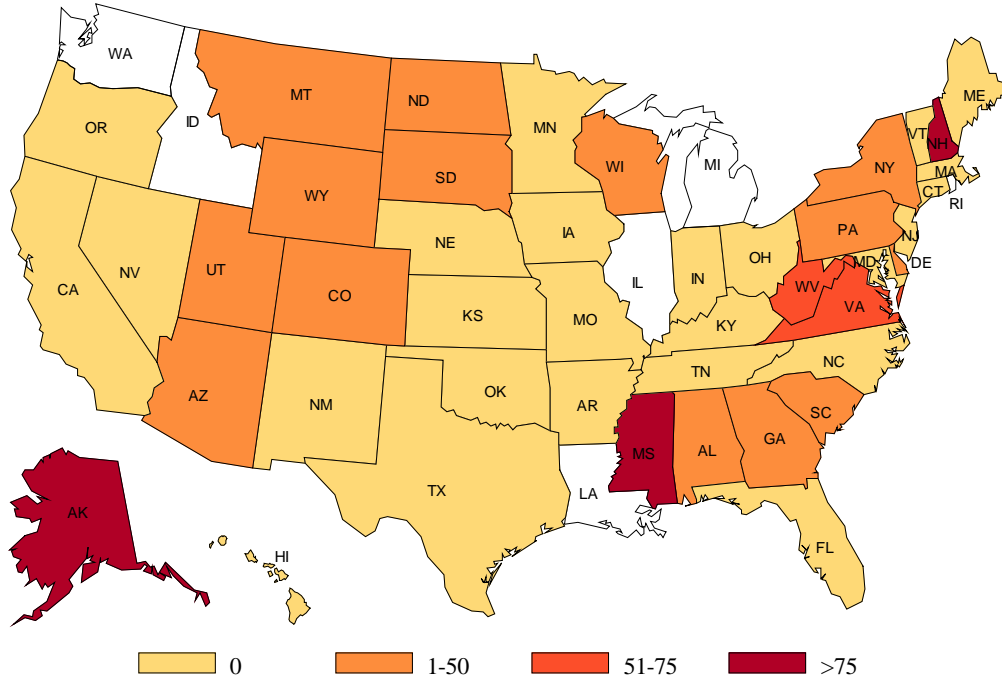 WA
MT
ND
MN
ME
OR
ID
VT
NH
WI
MI
NY
MA
SD
WY
CT
RI
PA
IA
NE
NJ
OH
MD
DE
NV
UT
IL
IN
WV
CA
CO
VA
KS
MO
KY
NC
TN
OK
AZ
NM
AR
SC
GA
MS
AL
TX
LA
AK
FL
HI
0 1-50 51-75 >75